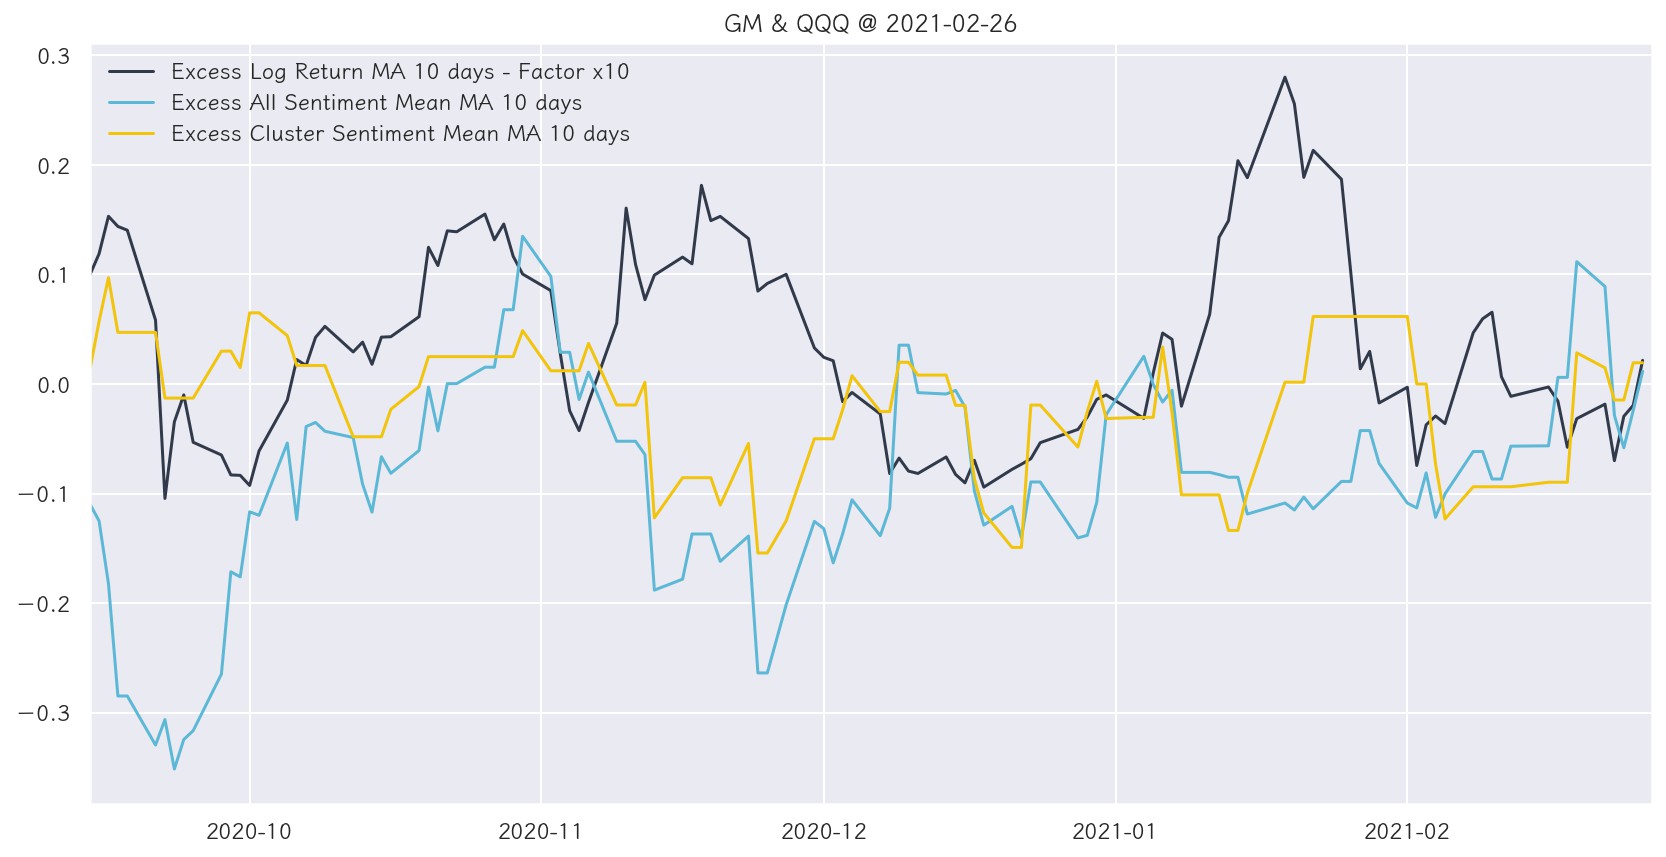 GM & QQQ @ 2021-02-26
0.3
Excess Log Return MA 10 days - Factor x10
Excess All Sentiment Mean MA 10 days
Excess Cluster Sentiment Mean MA 10 days
0.2
0.1
0.0
−0.1
−0.2
−0.3
2020-10 2020-11 2020-12 2021-01 2021-02